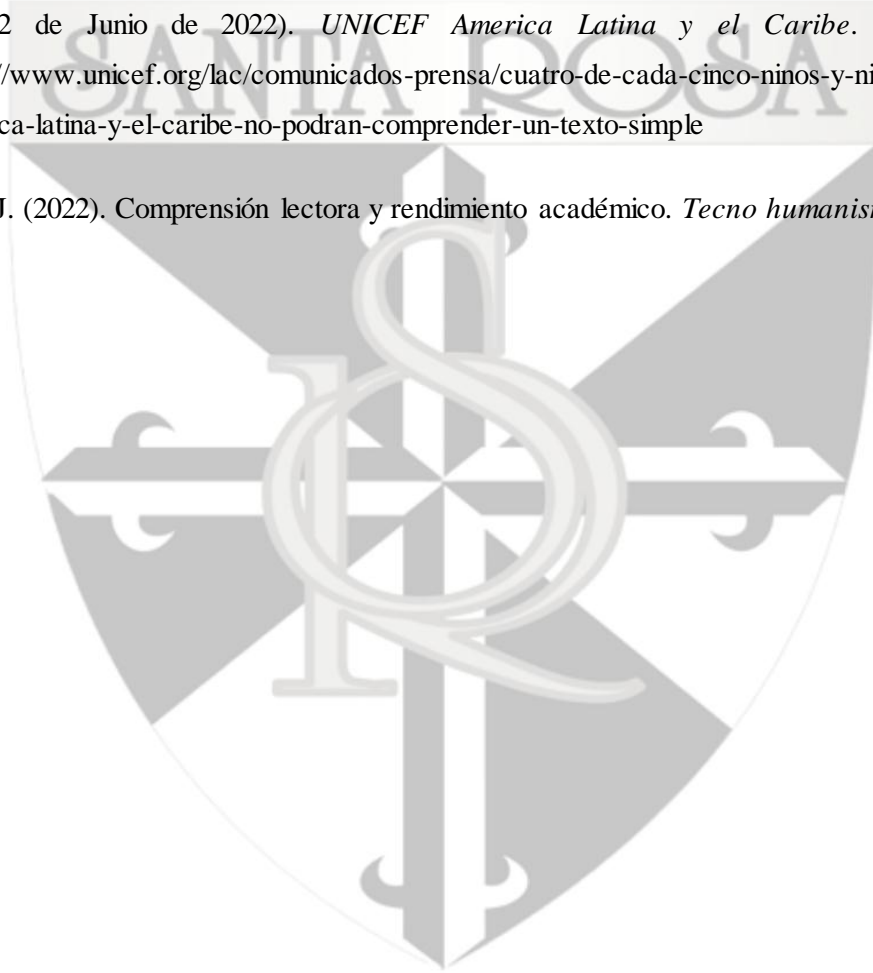 2 de Junio de 2022). UNICEF America Latina y el Caribe.
//www.unicef.org/lac/comunicados-prensa/cuatro-de-cada-cinco-ninos-y-ni
ca-latina-y-el-caribe-no-podran-comprender-un-texto-simple
SANTA ROSA
J. (2022). Comprensión lectora y rendimiento académico. Tecno humanis
SR